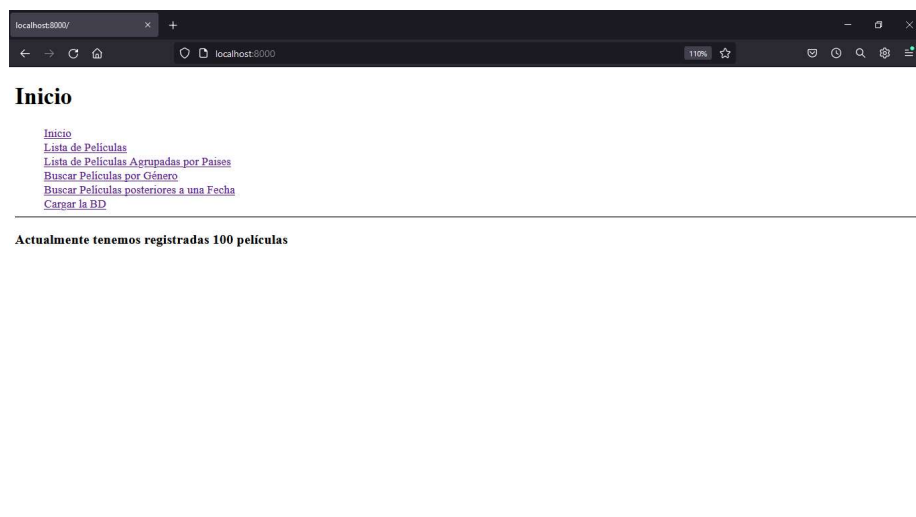 localhost:8000/
localhost:8000
110%
Inicio
Inicio
Lista de Películas
Lista de Películas Agrupadas por Paises
Buscar Películas por Género
Buscar Películas posteriores a una Fecha
Cargar la BD
Actualmente tenemos registradas 100 películas